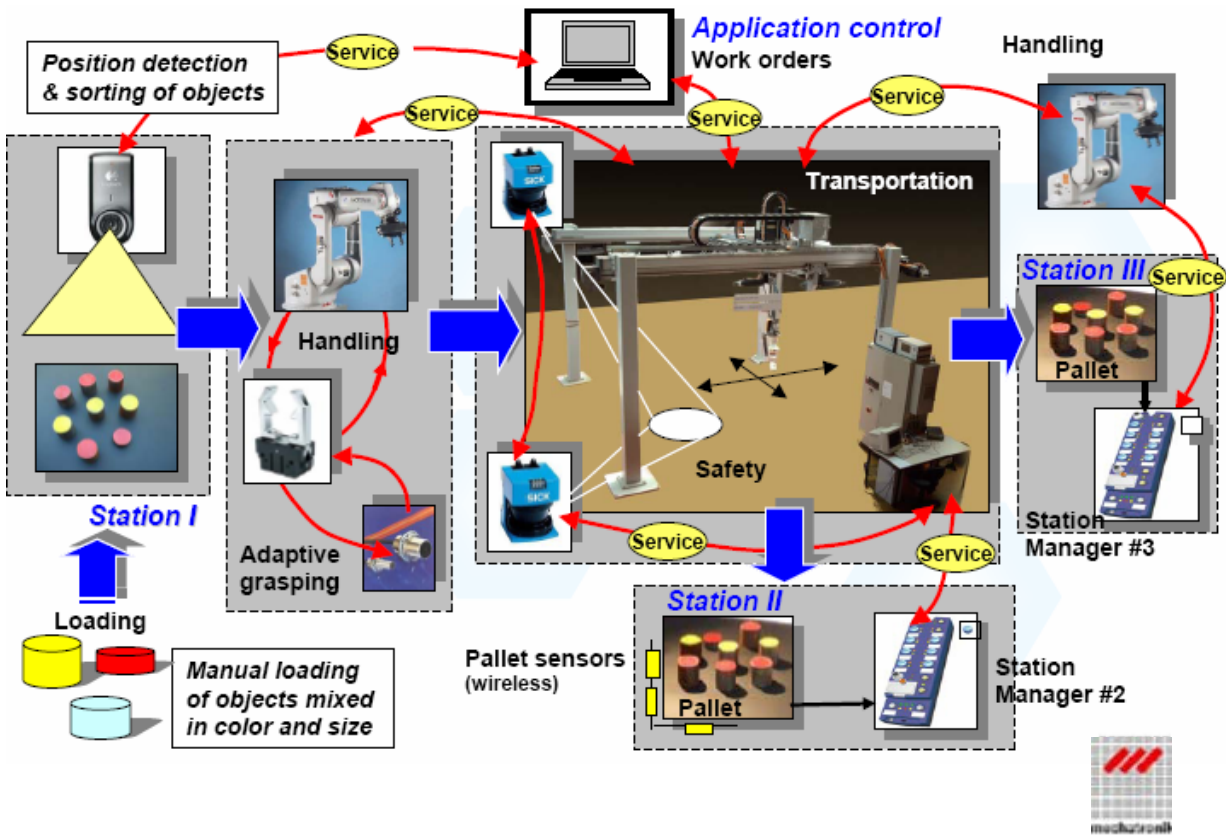 Position detection
& sorting of objects
Service
Application control
Work orders
Handling
Service
Service
Service
SICK
Transportation
Handling
Station III
Service
Pallet
Station
Manager #3
Safety
SICK
Service
Service
Adaptive
grasping
Station I
Loading
Manual loading
of objects mixed
in color and size
Station II
Pallet sensors
(wireless)
Pallet
Station
Manager #2
mechatronik